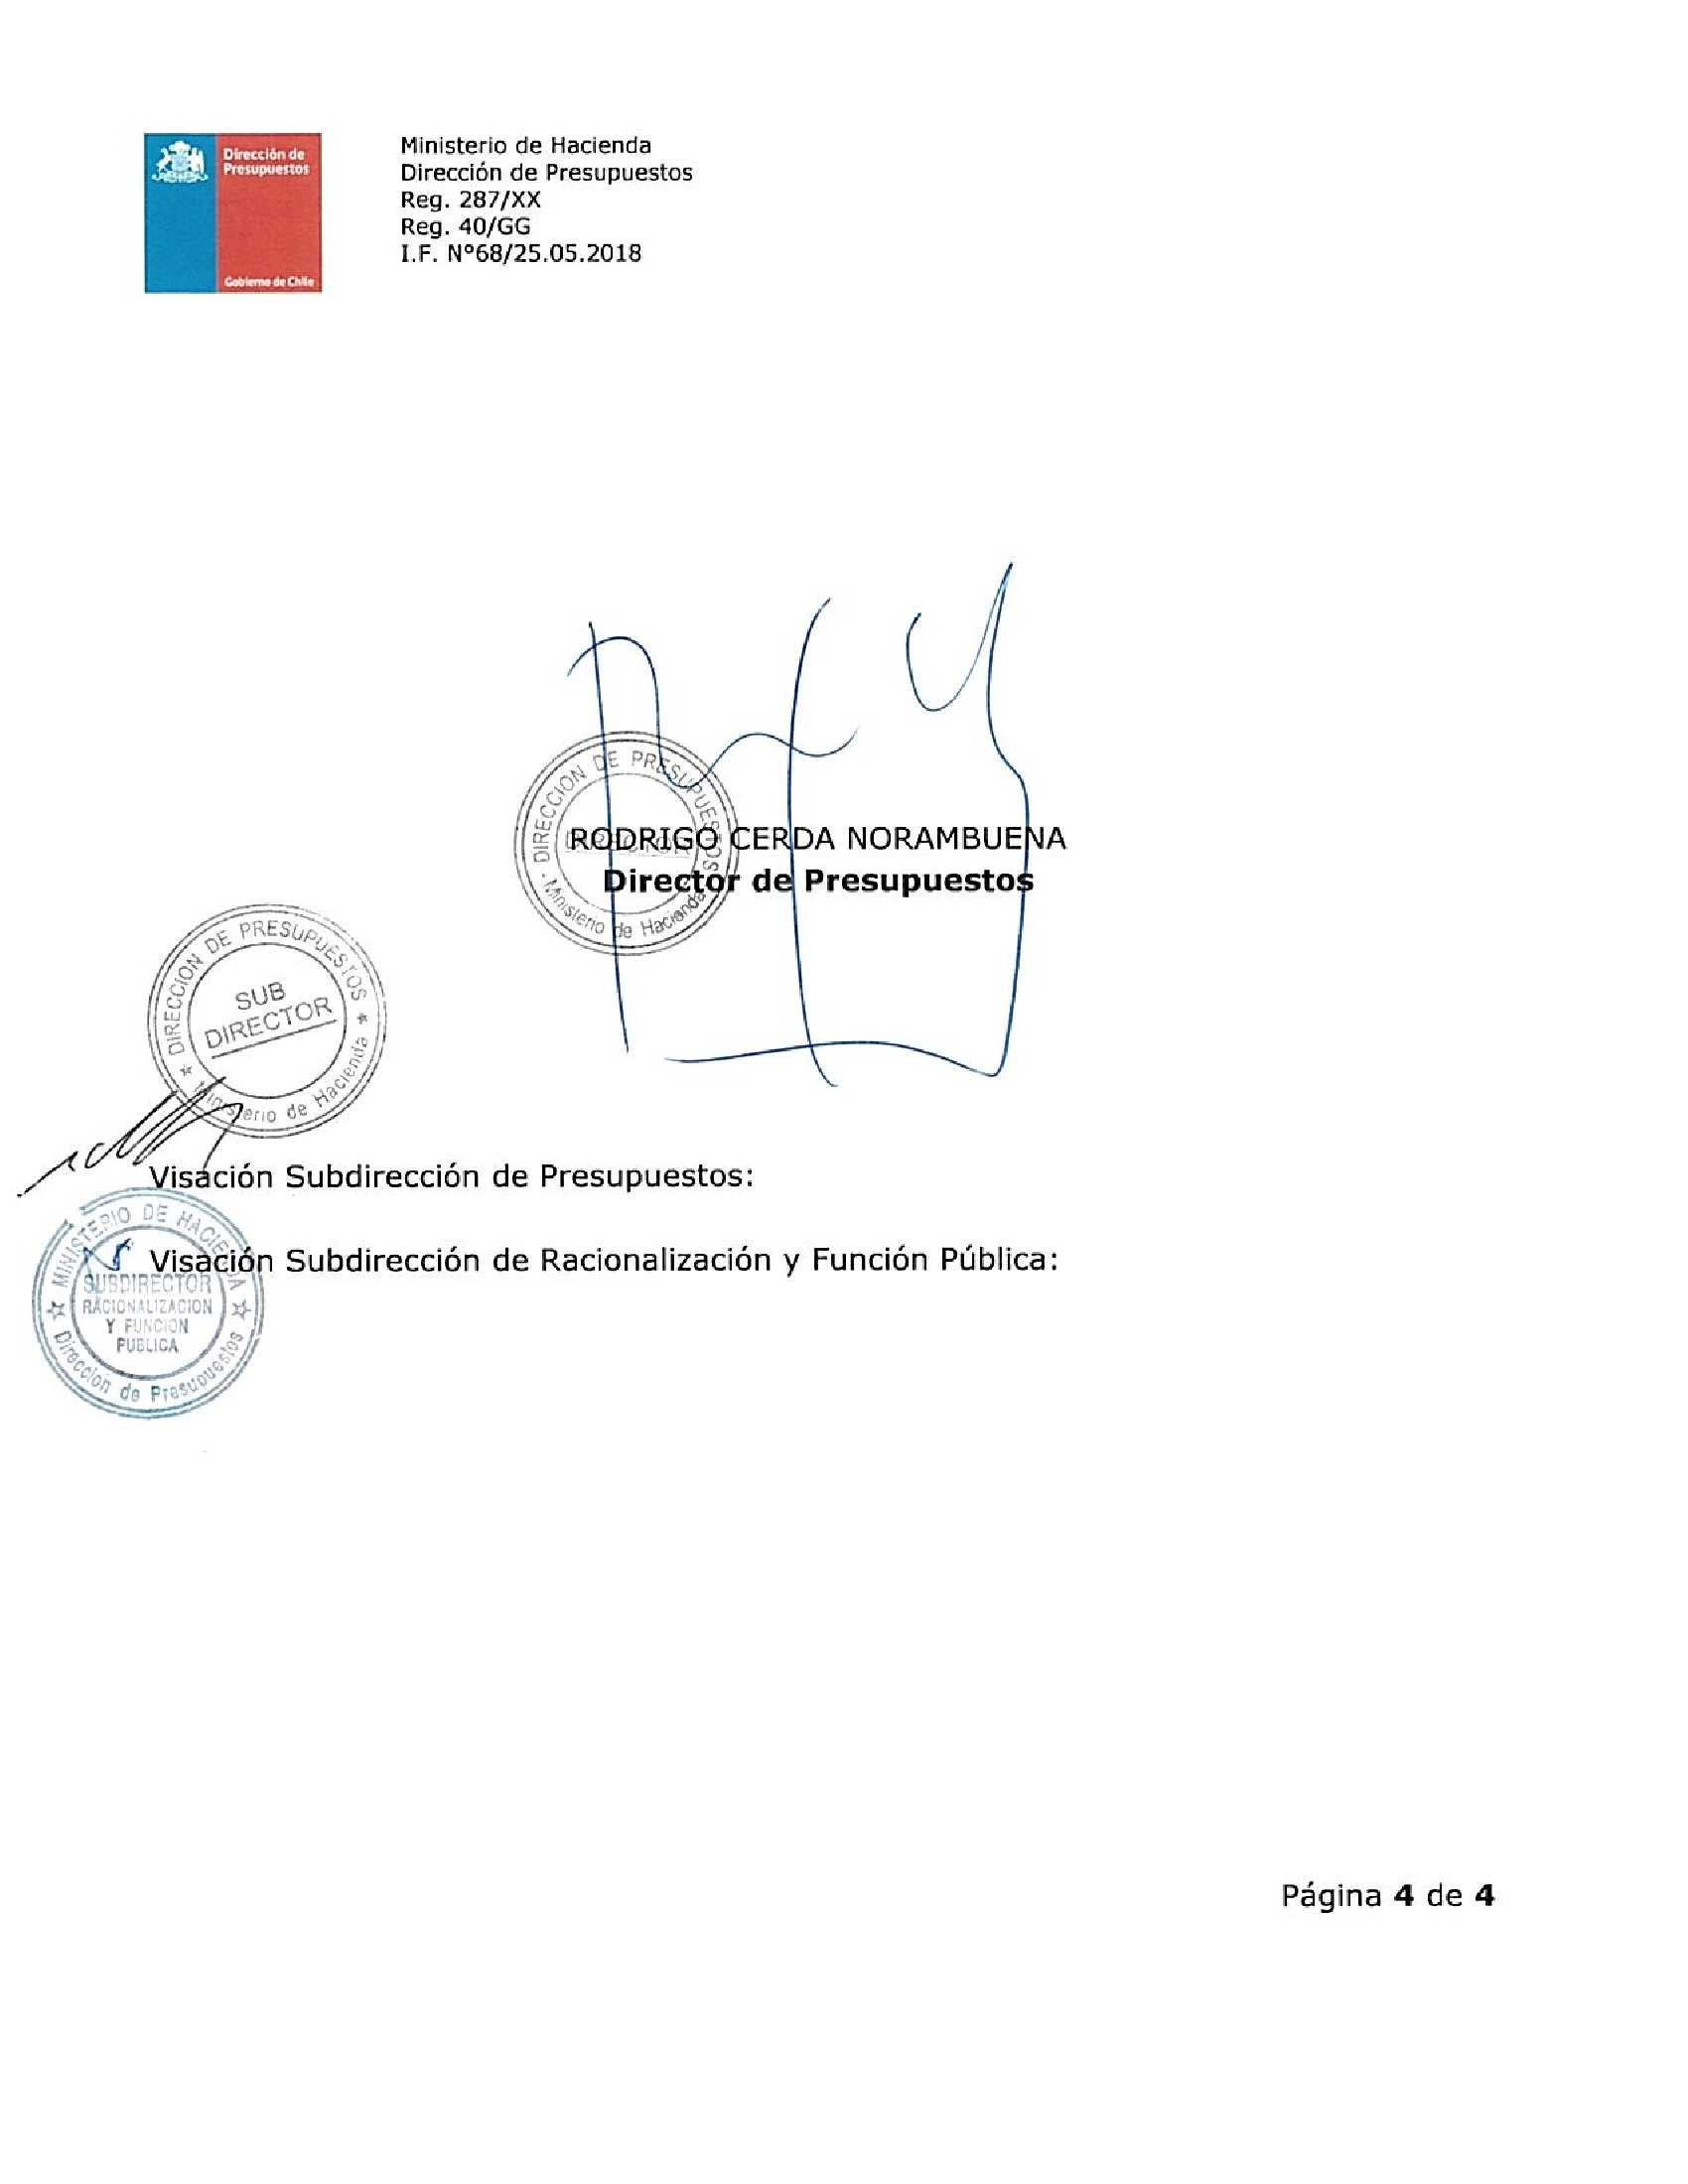 Dirección de
Presupuestos
Gobierno de Chile
Ministerio de Hacienda
Dirección de Presupuestos
Reg. 287/XX
Reg. 40/GG
I.F. N°68/25.05.2018
DIRECCION DE PRESUPUESTOS
DIRECTOR
Ministerio de Hacienda
RODRIGO CERDA NORAMBUENA
Director de Presupuestos
DIRECCION DE PRESUPUESTOS
SUB
DIRECTOR
Ministerio de Hacienda
Visación Subdirección de Presupuestos:
MINISTERIO DE HACIENDA
Visación Subdirección de Racionalización y Función Pública:
SUBDIRECTOR
RACIONALIZACION
Y FUNCION
PUBLICA
Direccion de Presupuestos
Página 4 de 4